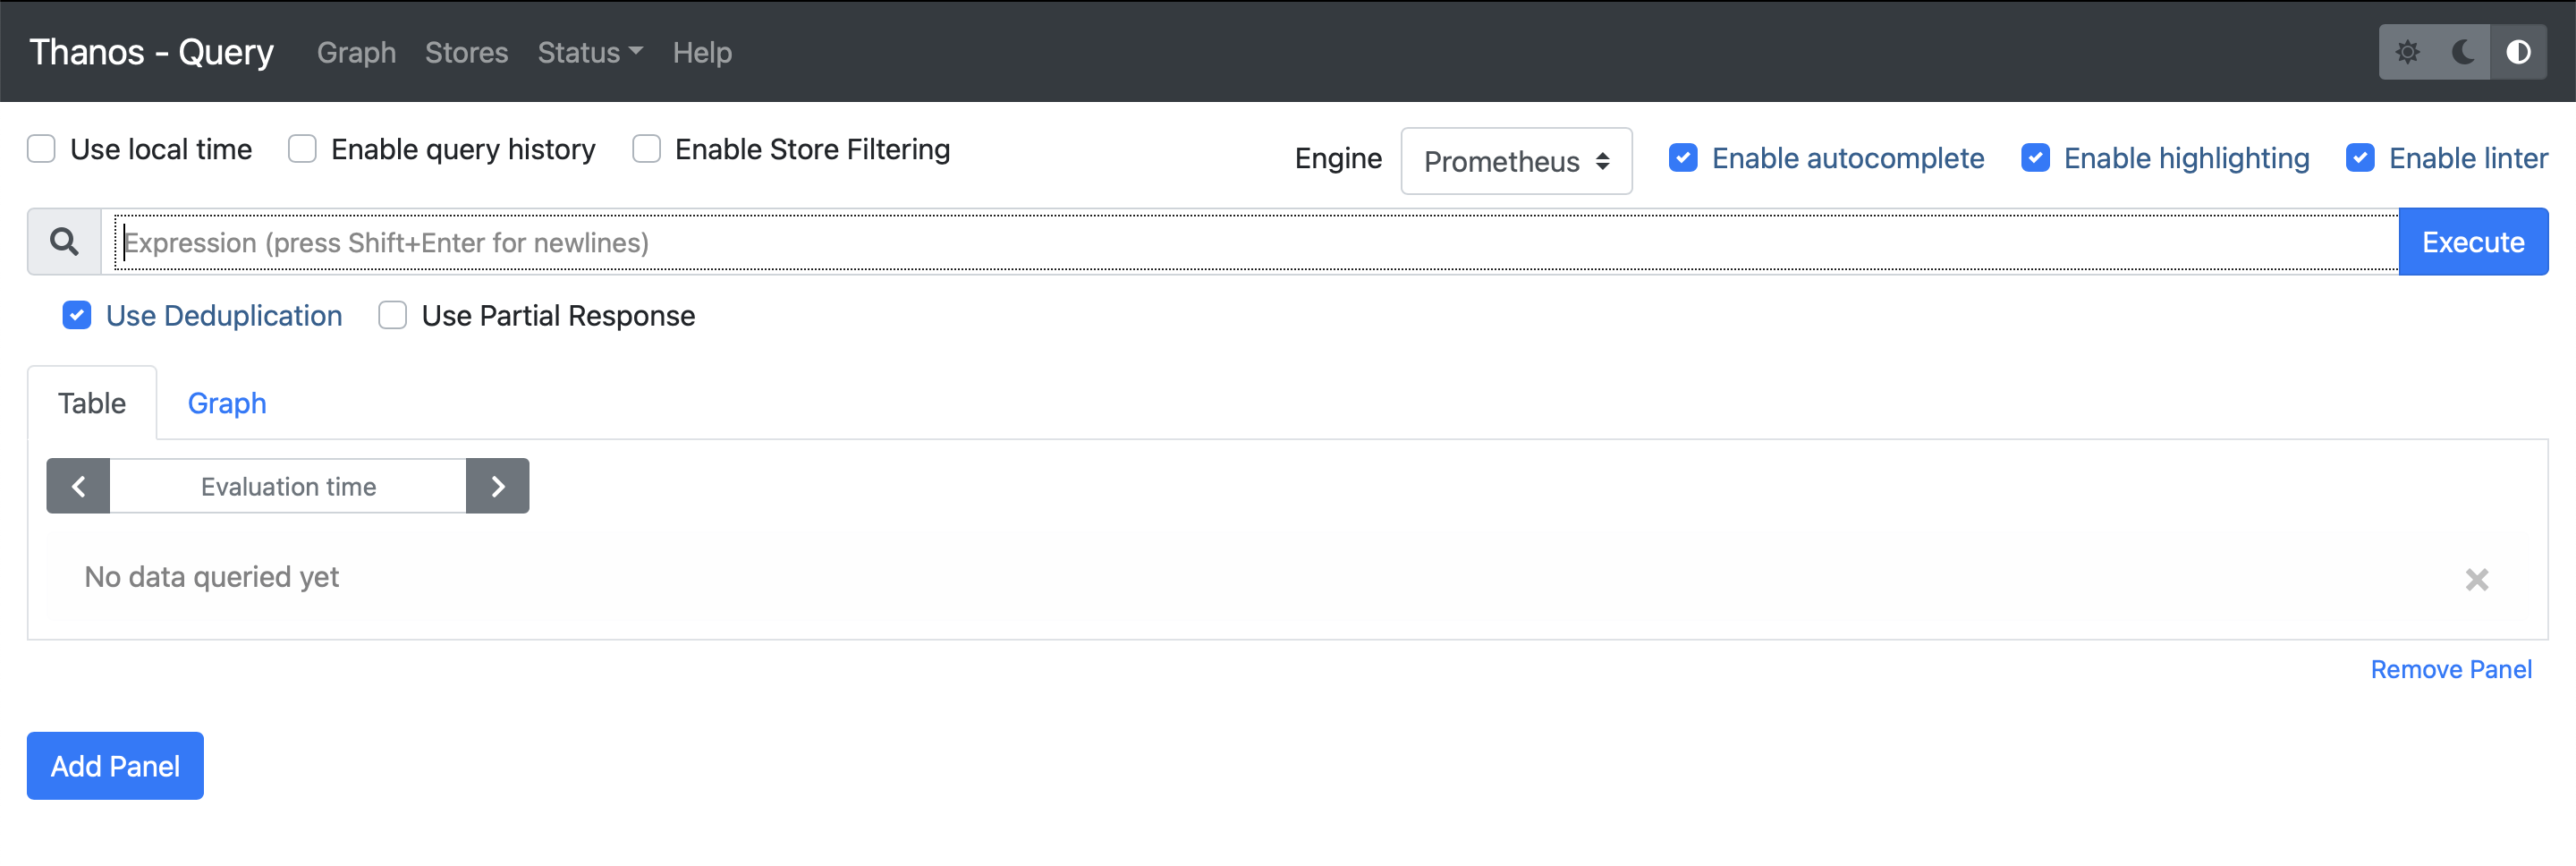 Thanos - Query Graph Stores Status Help
Use local time Enable query history Enable Store Filtering Engine Prometheus Enable autocomplete Enable highlighting Enable linter
Expression (press Shift+Enter for newlines) Execute
Use Deduplication Use Partial Response
Table Graph
Evaluation time
No data queried yet
Remove Panel
Add Panel